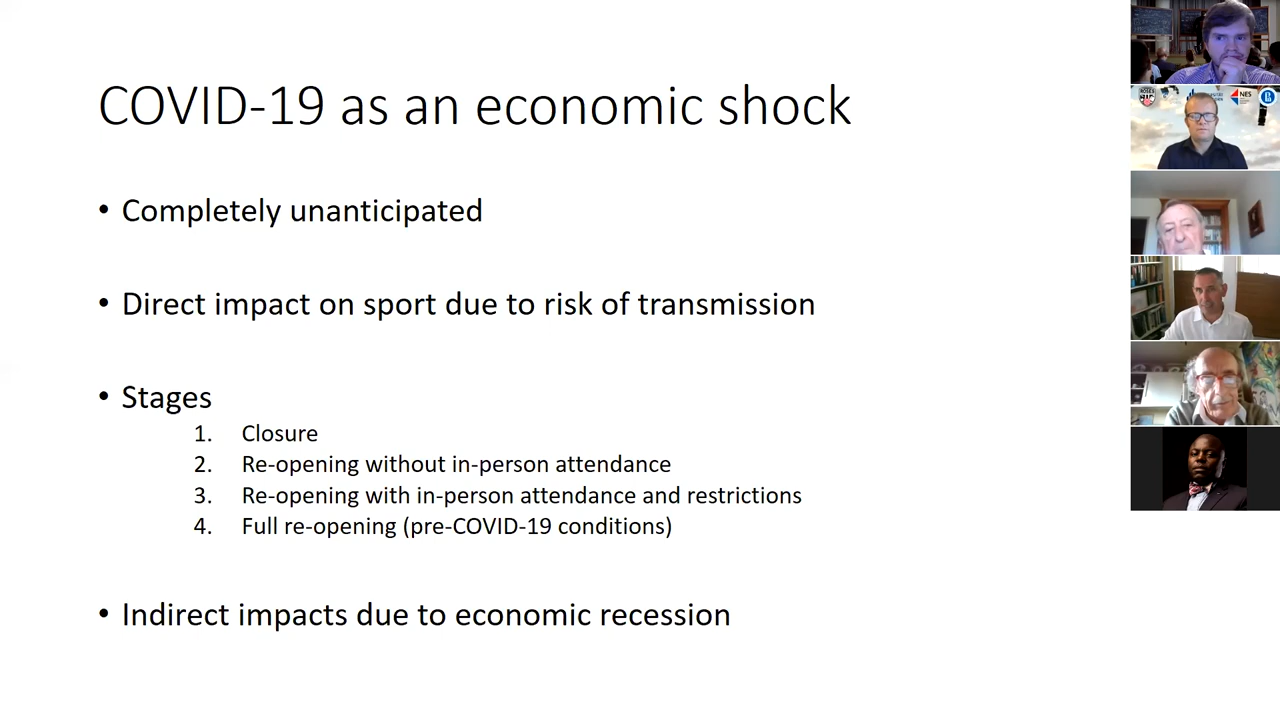 COVID-19 as an economic shock
• Completely unanticipated
• Direct impact on sport due to risk of transmission
• Stages
1. Closure
2. Re-opening without in-person attendance
3. Re-opening with in-person attendance and restrictions
4. Full re-opening (pre-COVID-19 conditions)
• Indirect impacts due to economic recession
NES